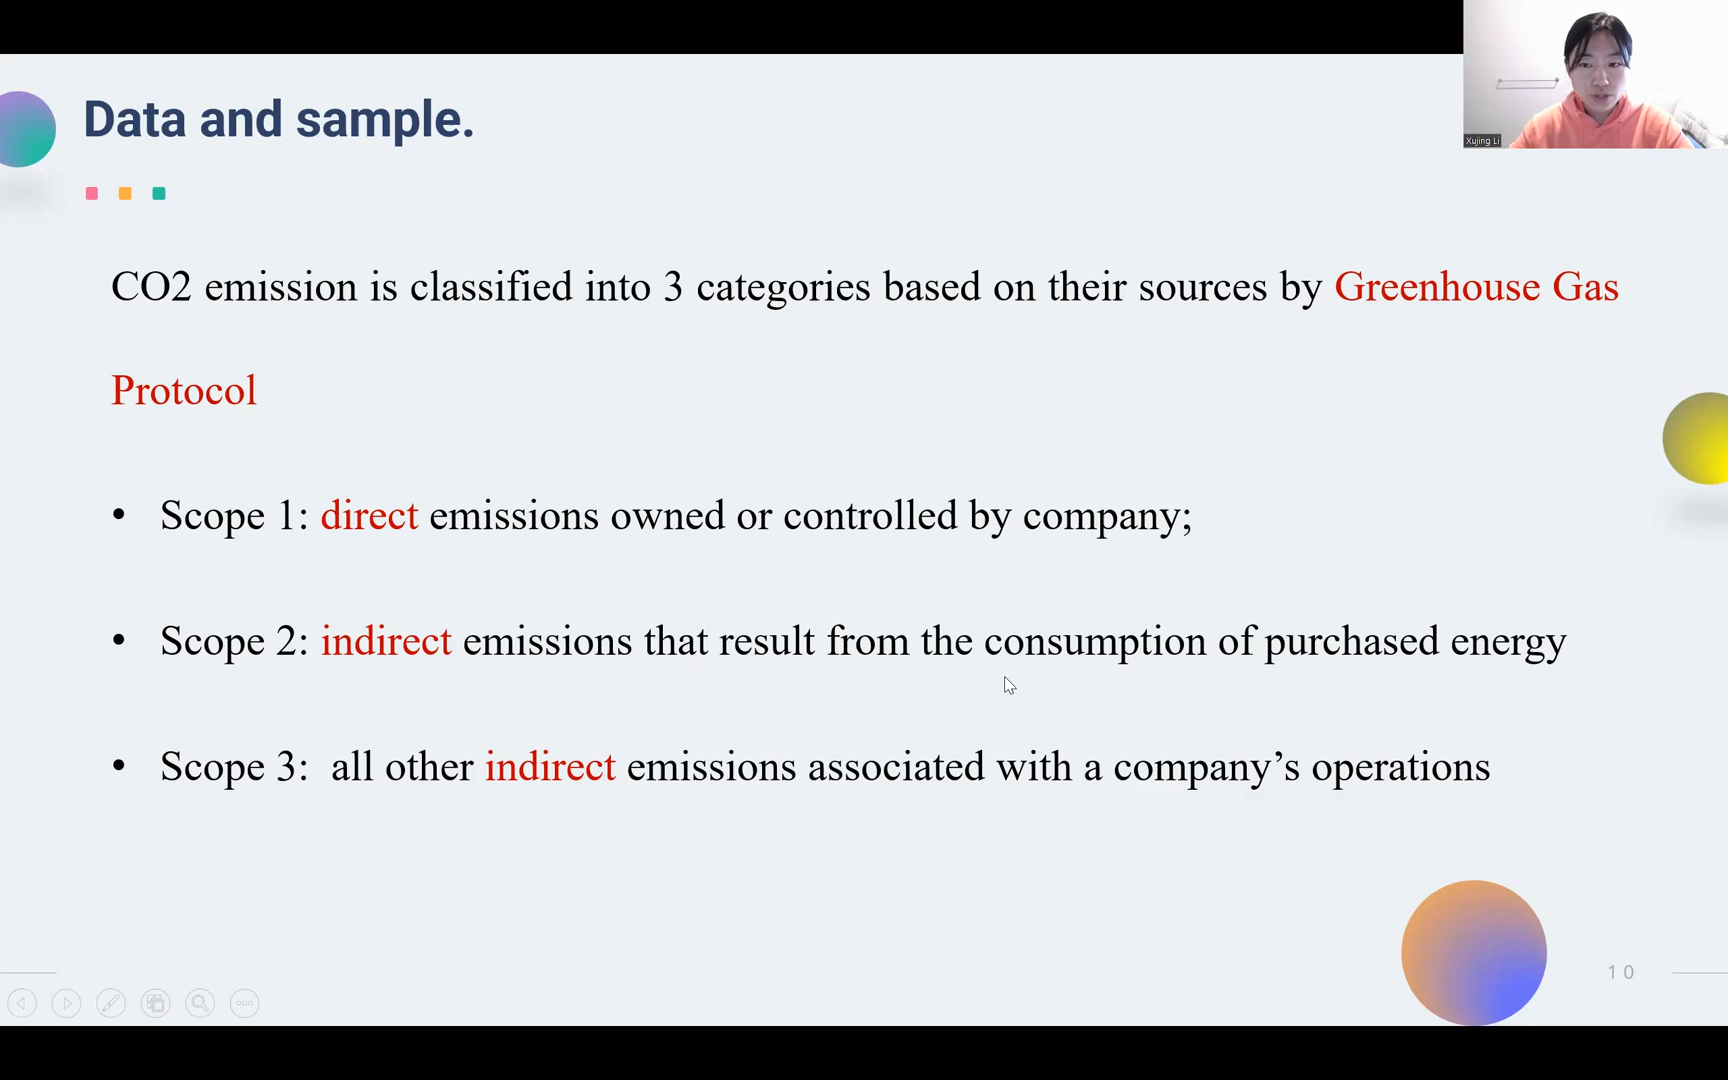 Data and sample.
Xujing Li
CO2 emission is classified into 3 categories based on their sources by Greenhouse Gas
Protocol
• Scope 1: direct emissions owned or controlled by company;
• Scope 2: indirect emissions that result from the consumption of purchased energy
• Scope 3:  all other indirect emissions associated with a company’s operations
10